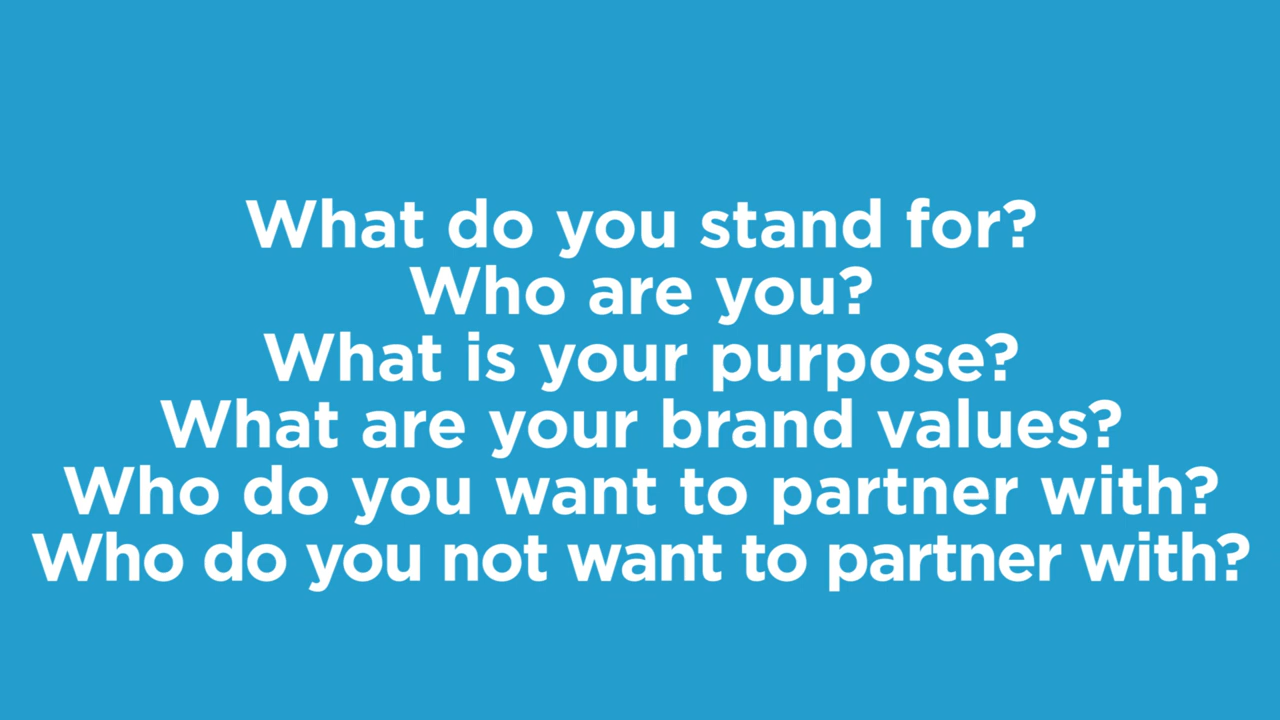 What do you stand for?
Who are you?
What is your purpose?
What are your brand values?
Who do you want to partner with?
Who do you not want to partner with?